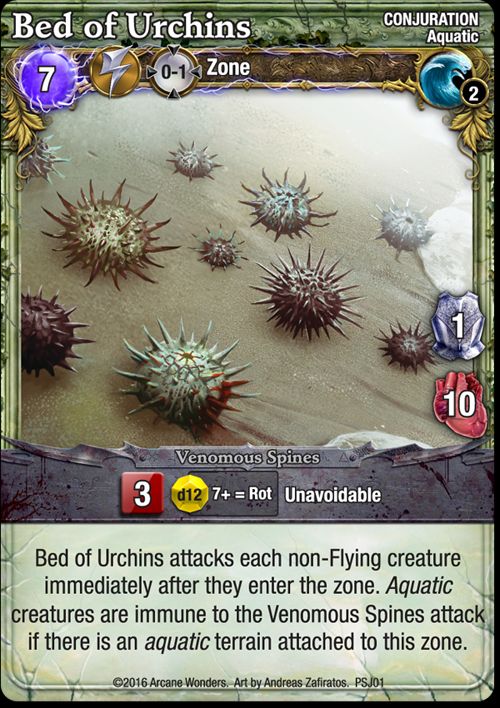 Bed of Urchins
CONJURATION
Aquatic
7
0-1
Zone
2
1
10
Venomous Spines
3 d12 7+ = Rot Unavoidable
Bed of Urchins attacks each non-Flying creature
immediately after they enter the zone. Aquatic
creatures are immune to the Venomous Spines attack
if there is an aquatic terrain attached to this zone.
©2016 Arcane Wonders. Art by Andreas Zafiratos. PSJ01